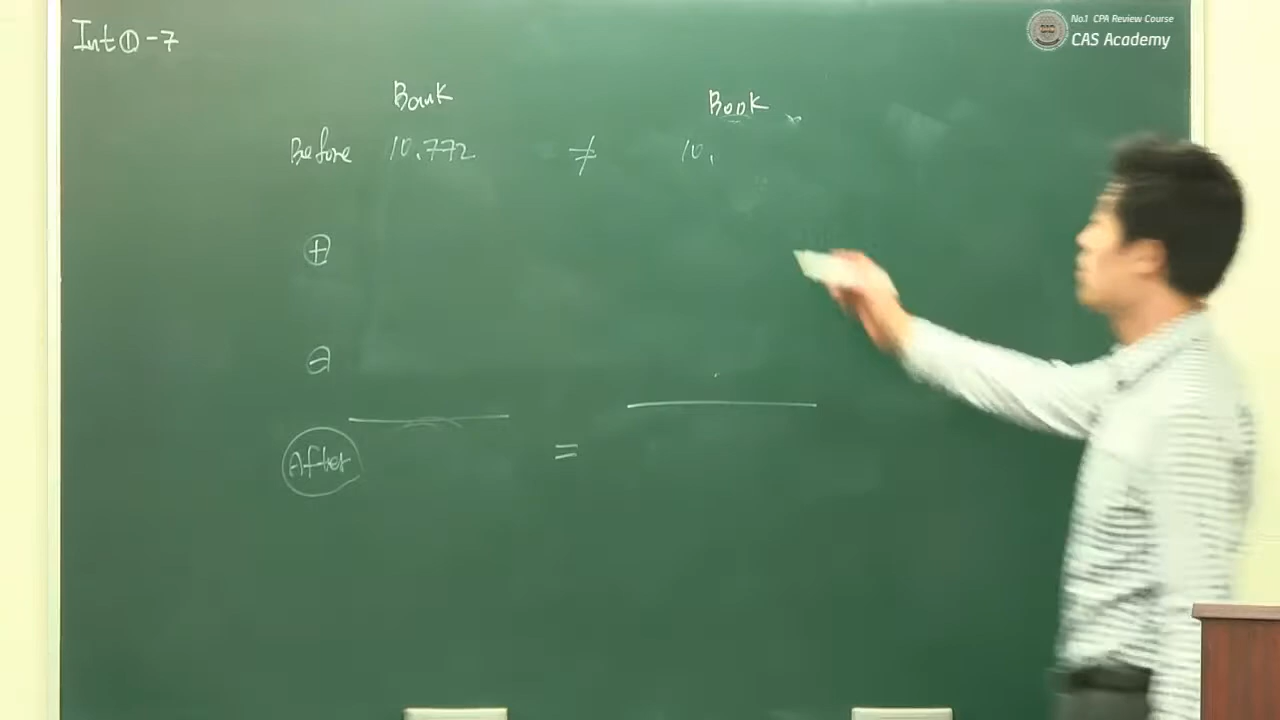 Int①-7
No.1 CPA Review Course
CAS Academy
Bank Book
Before 10.772 ≠ 10,
⊕
⊖
After =